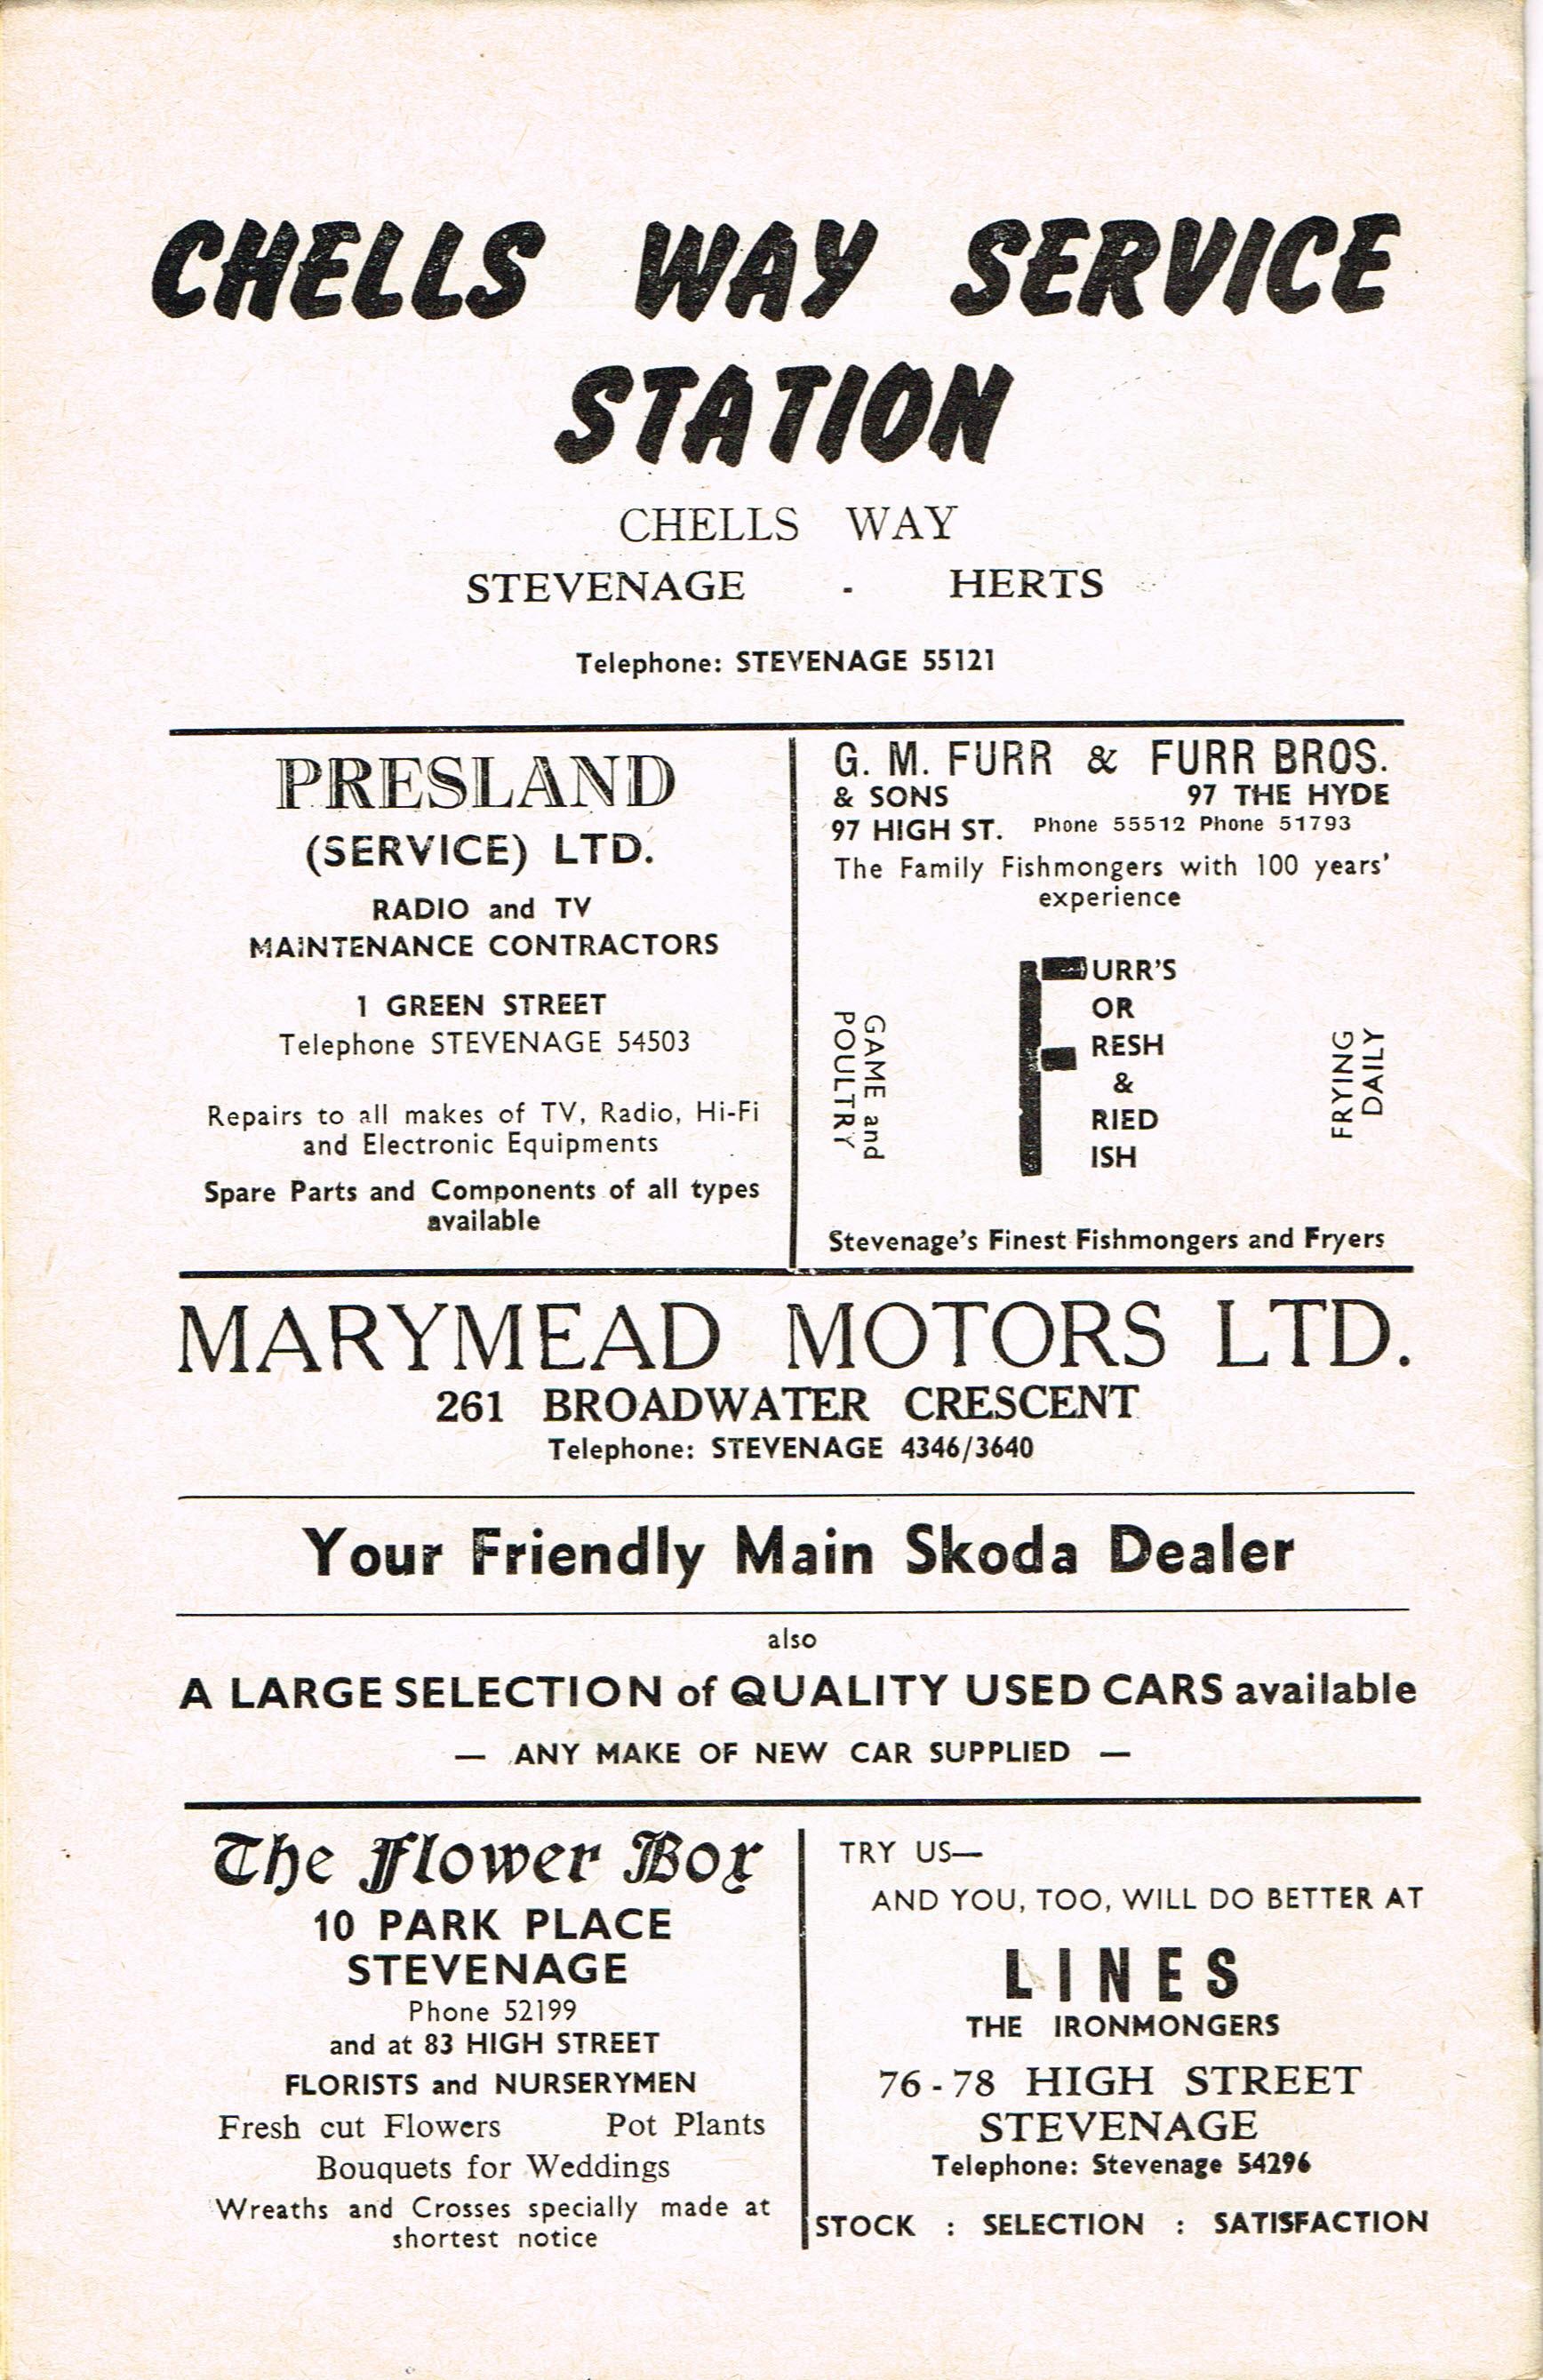 CHELLS WAY SERVICE
STATION
CHELLS WAY
STEVENAGE - HERTS
Telephone: STEVENAGE 55121
PRESLAND
(SERVICE) LTD.
RADIO and TV
MAINTENANCE CONTRACTORS
1 GREEN STREET
Telephone STEVENAGE 54503
Repairs to all makes of TV, Radio, Hi-Fi
and Electronic Equipments
Spare Parts and Components of all types
available
G. M. FURR & FURR BROS.
& SONS 97 THE HYDE
97 HIGH ST. Phone 55512 Phone 51793
The Family Fishmongers with 100 years'
experience
GAME and
POULTRY
FURR'S
OR
RESH
&
RIED
ISH
FRYING
DAILY
Stevenage's Finest Fishmongers and Fryers
MARYMEAD MOTORS LTD.
261 BROADWATER CRESCENT
Telephone: STEVENAGE 4346/3640
Your Friendly Main Skoda Dealer
also
A LARGE SELECTION of QUALITY USED CARS available
— ANY MAKE OF NEW CAR SUPPLIED —
The Flower Box
10 PARK PLACE
STEVENAGE
Phone 52199
and at 83 HIGH STREET
FLORISTS and NURSERYMEN
Fresh cut Flowers Pot Plants
Bouquets for Weddings
Wreaths and Crosses specially made at
shortest notice
TRY US—
AND YOU, TOO, WILL DO BETTER AT
LINES
THE IRONMONGERS
76-78 HIGH STREET
STEVENAGE
Telephone: Stevenage 54296
STOCK : SELECTION : SATISFACTION